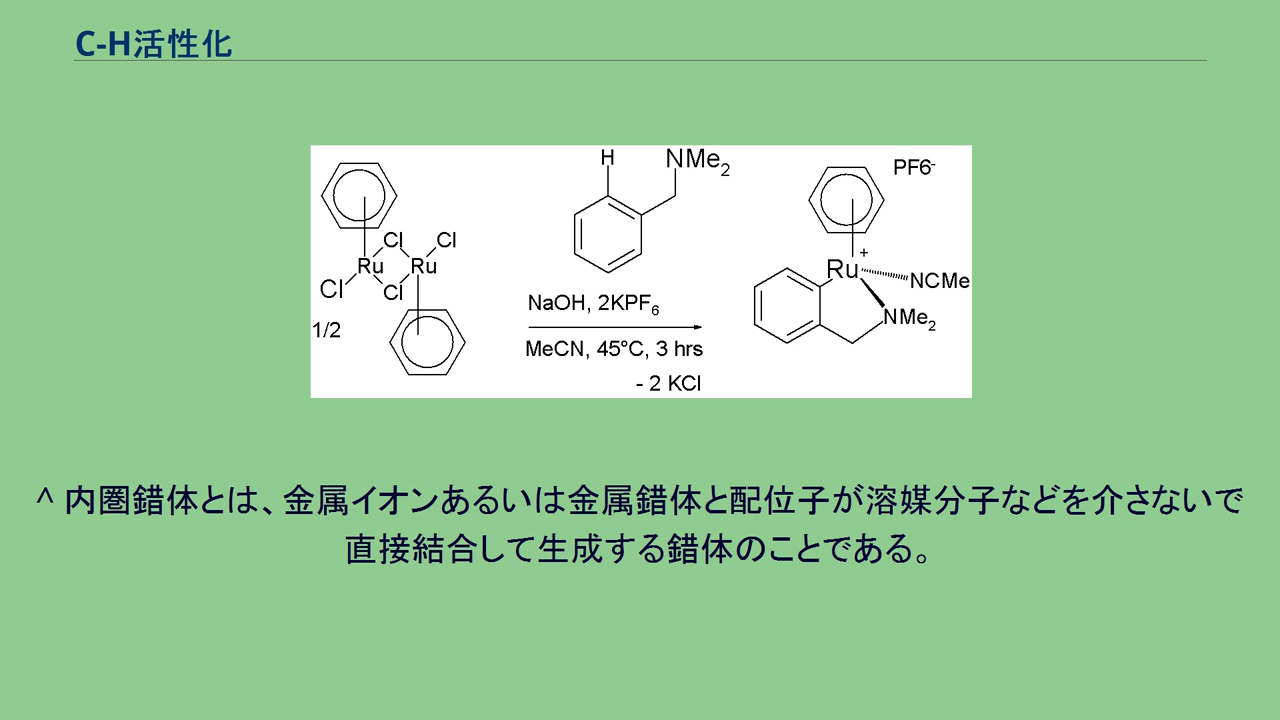 C-H活性化
H
NMe2
PF6-
Cl
Cl
Ru
Ru
Cl
Cl
1/2
NaOH, 2KPF6
MeCN, 45°C, 3 hrs
- 2 KCl
Ru+
NCMe
NMe2
^ 内圏錯体とは、金属イオンあるいは金属錯体と配位子が溶媒分子などを介さないで
直接結合して生成する錯体のことである。